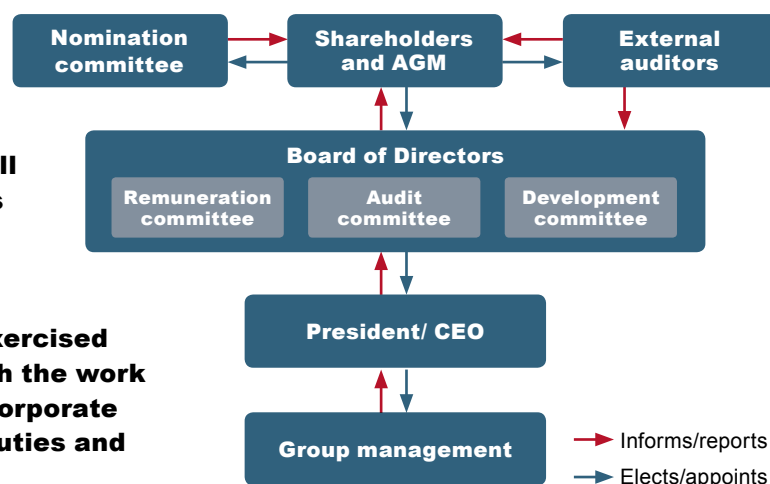 Nomination
committee
Shareholders
and AGM
External
auditors
Board of Directors
Remuneration
committee
Audit
committee
Development
committee
President/ CEO
Group management
Informs/reports
Elects/appoints
ll
s
xercised
h the work
orporate
uties and